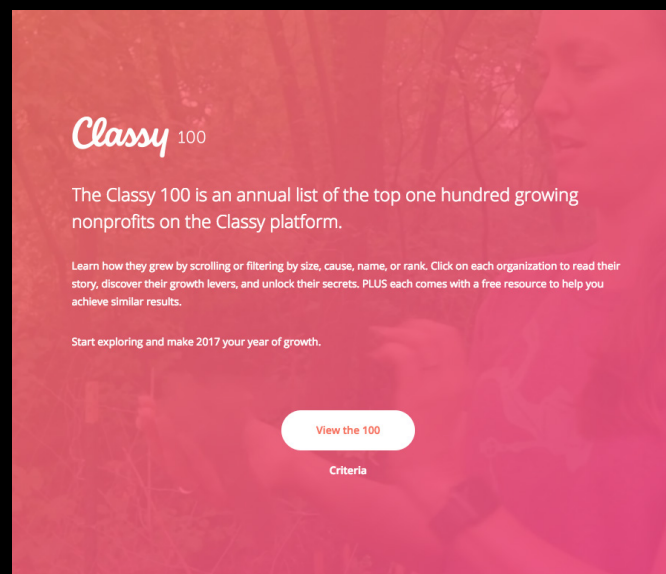 Classy 100
The Classy 100 is an annual list of the top one hundred growing
nonprofits on the Classy platform.
Learn how they grew by scrolling or filtering by size, cause, name, or rank. Click on each organization to read their
story, discover their growth levers, and unlock their secrets. PLUS each comes with a free resource to help you
achieve similar results.
Start exploring and make 2017 your year of growth.
View the 100
Criteria